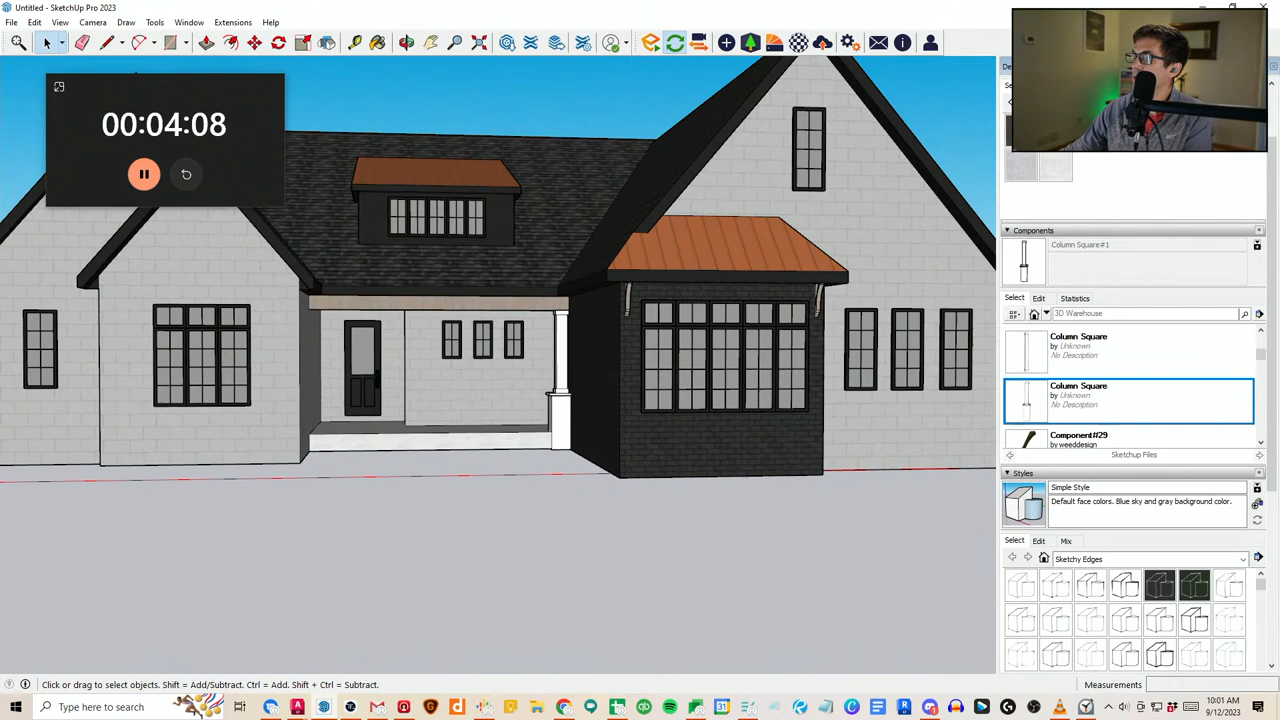 Untitled - SketchUp Pro 2023
File Edit View Camera Draw Tools Window Extensions Help
00:04:08
De
Se
Components
Column Square#1
Select Edit Statistics
3D Warehouse
Column Square
by Unknown
No Description
Column Square
by Unknown
No Description
Component#29
by weeddesign
Sketchup Files
Styles
Simple Style
Default face colors. Blue sky and gray background color.
Select Edit Mix
Sketchy Edges
Click or drag to select objects. Shift = Add/Subtract. Ctrl = Add. Shift + Ctrl = Subtract.
Measurements
Type here to search
10:01 AM
9/12/2023